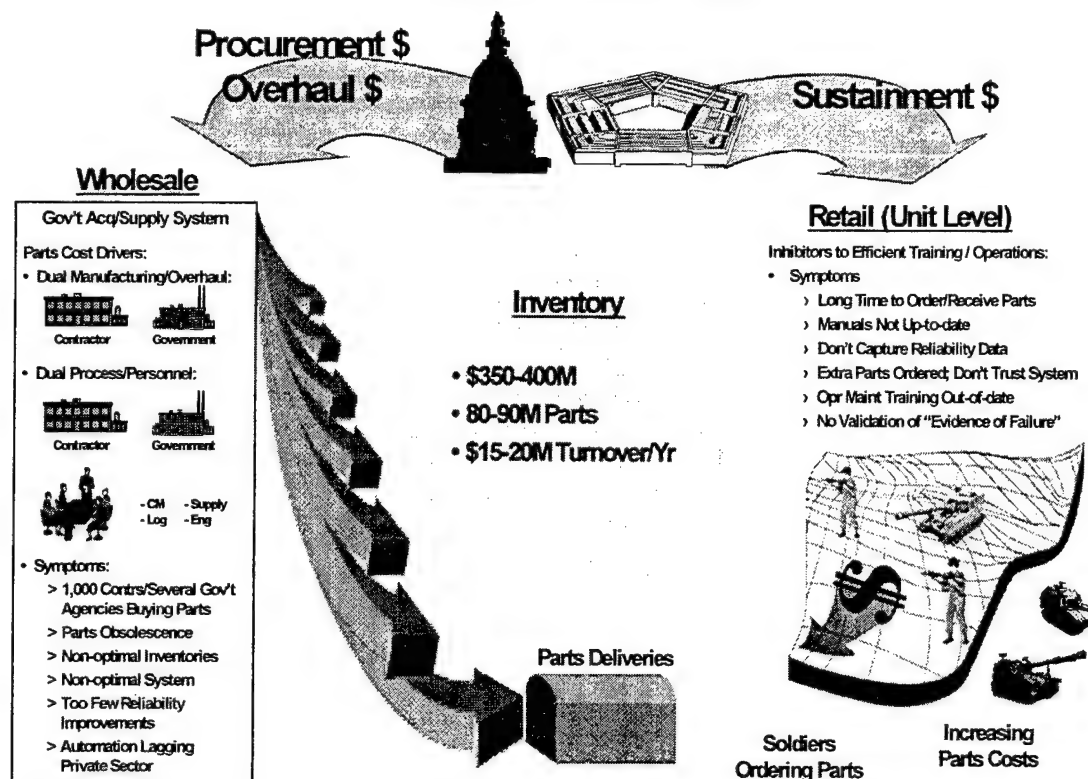 Procurement $
Overhaul $
Sustainment $
Wholesale
Gov't Acq/Supply System
Parts Cost Drivers:
• Dual Manufacturing/Overhaul:
Contractor Government
• Dual Process/Personnel:
Contractor Government
- CM - Supply
- Log - Eng
• Symptoms:
> 1,000 Contrs/Several Gov't
Agencies Buying Parts
> Parts Obsolescence
> Non-optimal Inventories
> Non-optimal System
> Too Few Reliability
Improvements
> Automation Lagging
Private Sector
Inventory
• $350-400M
• 80-90M Parts
• $15-20M Turnover/Yr
Parts Deliveries
Retail (Unit Level)
Inhibitors to Efficient Training / Operations:
• Symptoms
› Long Time to Order/Receive Parts
› Manuals Not Up-to-date
› Don't Capture Reliability Data
› Extra Parts Ordered; Don't Trust System
› Opr Maint Training Out-of-date
› No Validation of "Evidence of Failure"
$
Soldiers
Ordering Parts
Increasing
Parts Costs